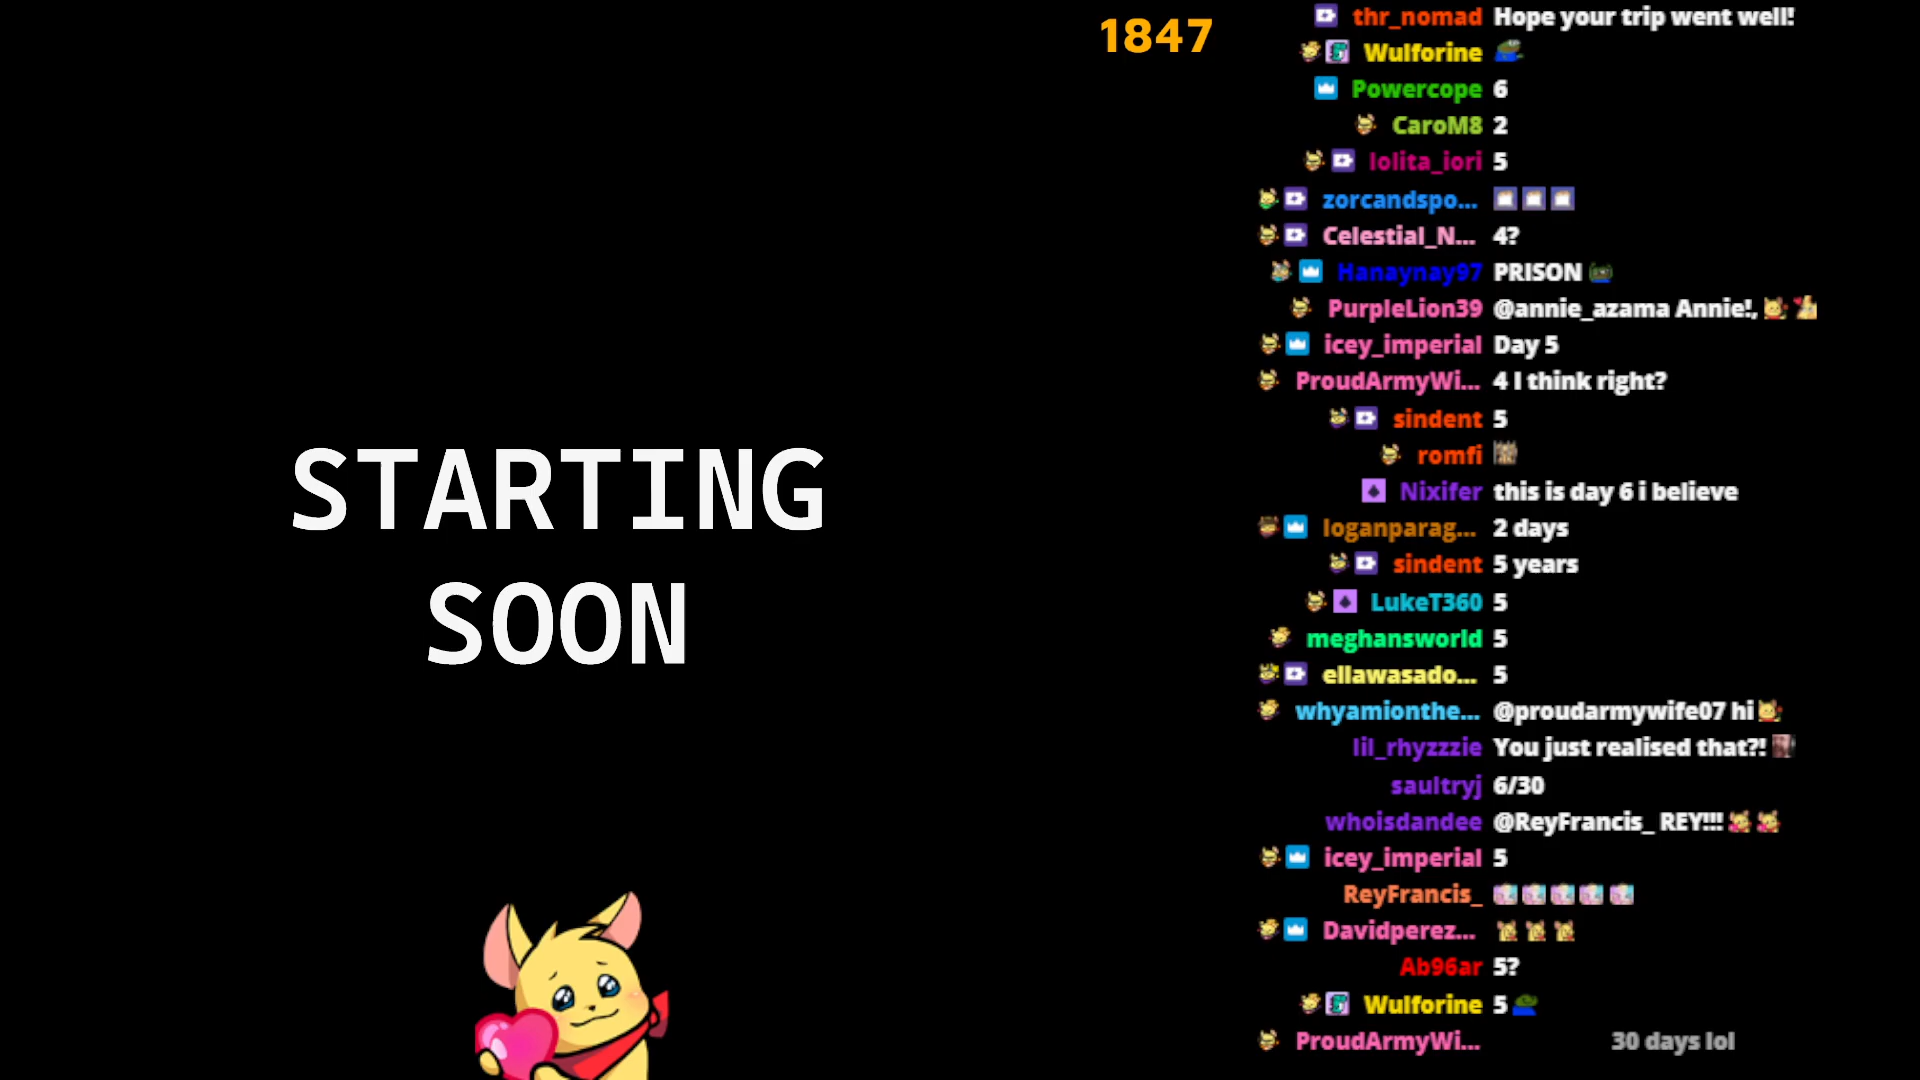 1847
STARTING
SOON
thr_nomad Hope your trip went well!
Wulforine
Powercope 6
CaroM8 2
lolita_iori 5
zorcandspo...
Celestial_N... 4?
Hanaynay97 PRISON
PurpleLion39 @annie_azama Annie!,
icey_imperial Day 5
ProudArmyWi... 4 I think right?
sindent 5
romfi
Nixifer this is day 6 i believe
loganparag... 2 days
sindent 5 years
LukeT360 5
meghansworld 5
ellawasado... 5
whyamionthe... @proudarmywife07 hi
lil_rhyzzzie You just realised that?!
saultryj 6/30
whoisdandee @ReyFrancis_ REY!!!
icey_imperial 5
ReyFrancis_
Davidperez...
Ab96ar 5?
Wulforine 5
ProudArmyWi... 30 days lol